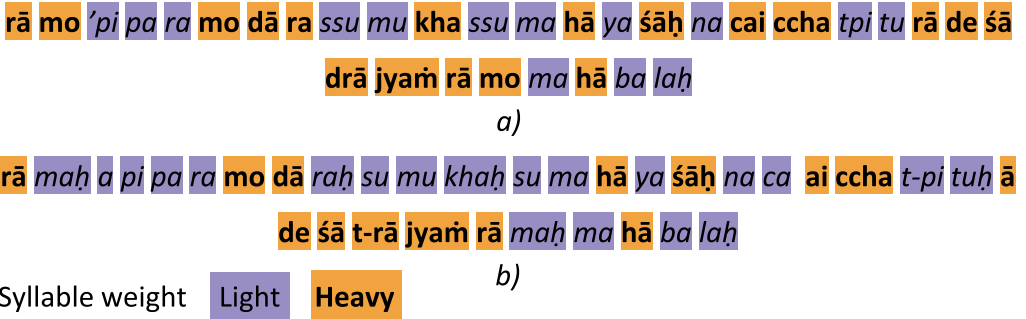 rā mo ’pi pa ra mo dā ra ssu mu kha ssu ma hā ya śāḥ na cai ccha tpi tu rā de śā
drā jyaṁ rā mo ma hā ba laḥ
a)
rā maḥ a pi pa ra mo dā raḥ su mu khaḥ su ma hā ya śāḥ na ca ai ccha t-pi tuḥ ā
de śā t-rā jyaṁ rā maḥ ma hā ba laḥ
b)
Syllable weight Light Heavy